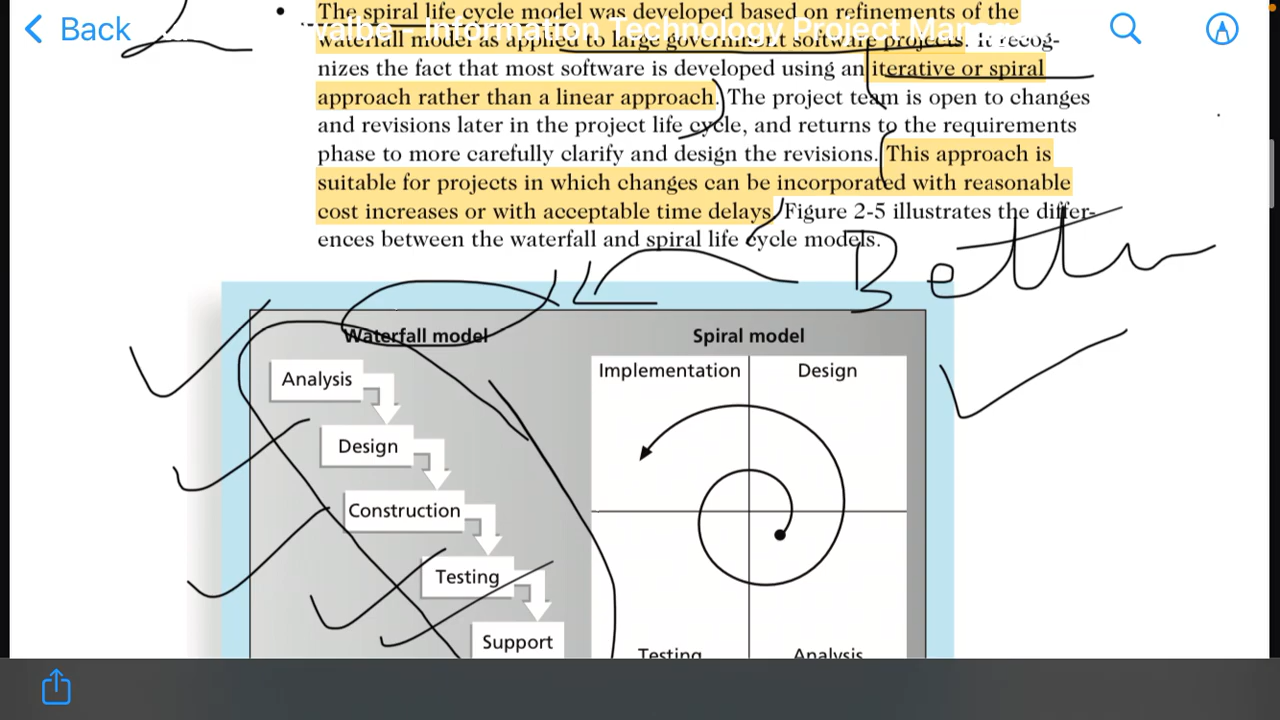 2
Back
walbe - Information Technology Project Manag
• The spiral life cycle model was developed based on refinements of the
waterfall model as applied to large government software projects. It recog-
nizes the fact that most software is developed using an iterative or spiral
approach rather than a linear approach. The project team is open to changes
and revisions later in the project life cycle, and returns to the requirements
phase to more carefully clarify and design the revisions. This approach is
suitable for projects in which changes can be incorporated with reasonable
cost increases or with acceptable time delays. Figure 2-5 illustrates the differ-
ences between the waterfall and spiral life cycle models.
Better
Waterfall model
Analysis
Design
Construction
Testing
Support
Spiral model
Implementation
Design
Testing
Analysis